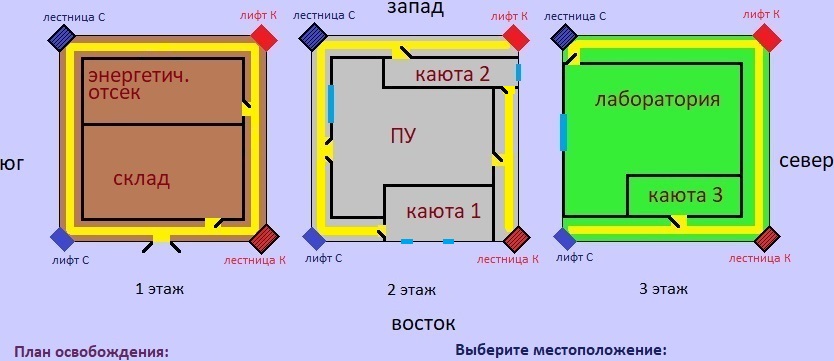 запад
лестница С
лифт К
лестница С
лифт К
лестница С
лифт К
энергетич.
отсек
каюта 2
лаборатория
ПУ
юг
север
склад
каюта 1
каюта 3
лифт С
лестница К
лифт С
лестница К
лифт С
лестница К
1 этаж
2 этаж
3 этаж
восток
План освобождения:
Выберите местоположение: